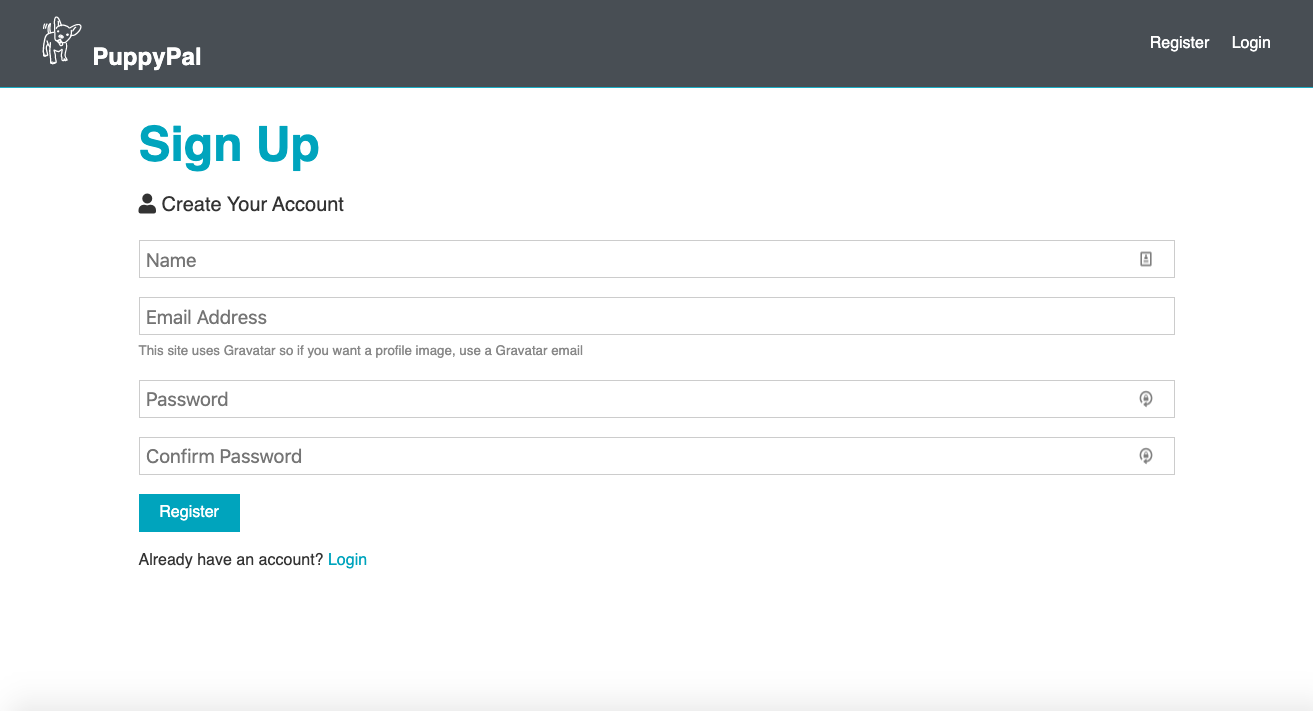 PuppyPal
Register Login
Sign Up
Create Your Account
Name
Email Address
This site uses Gravatar so if you want a profile image, use a Gravatar email
Password
Confirm Password
Register
Already have an account? Login